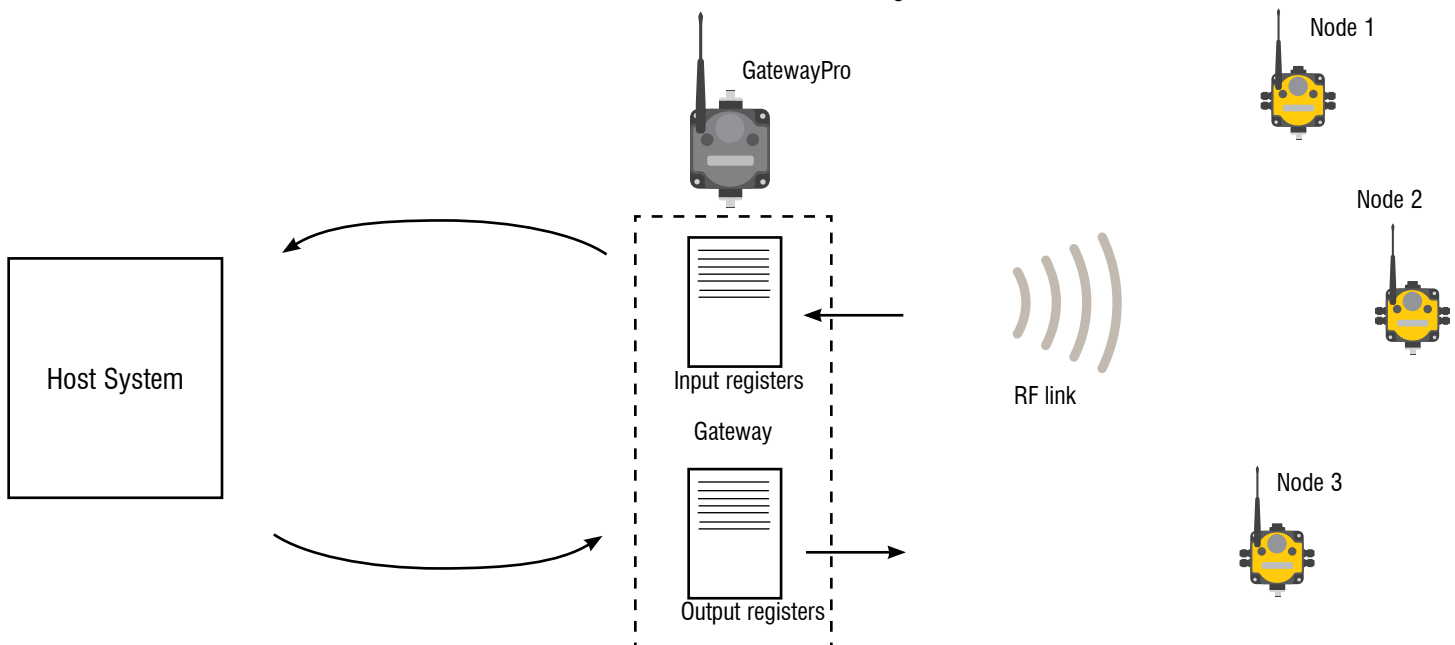 Node 1
GatewayPro
Node 2
Host System
Input registers
RF link
Gateway
Node 3
Output registers